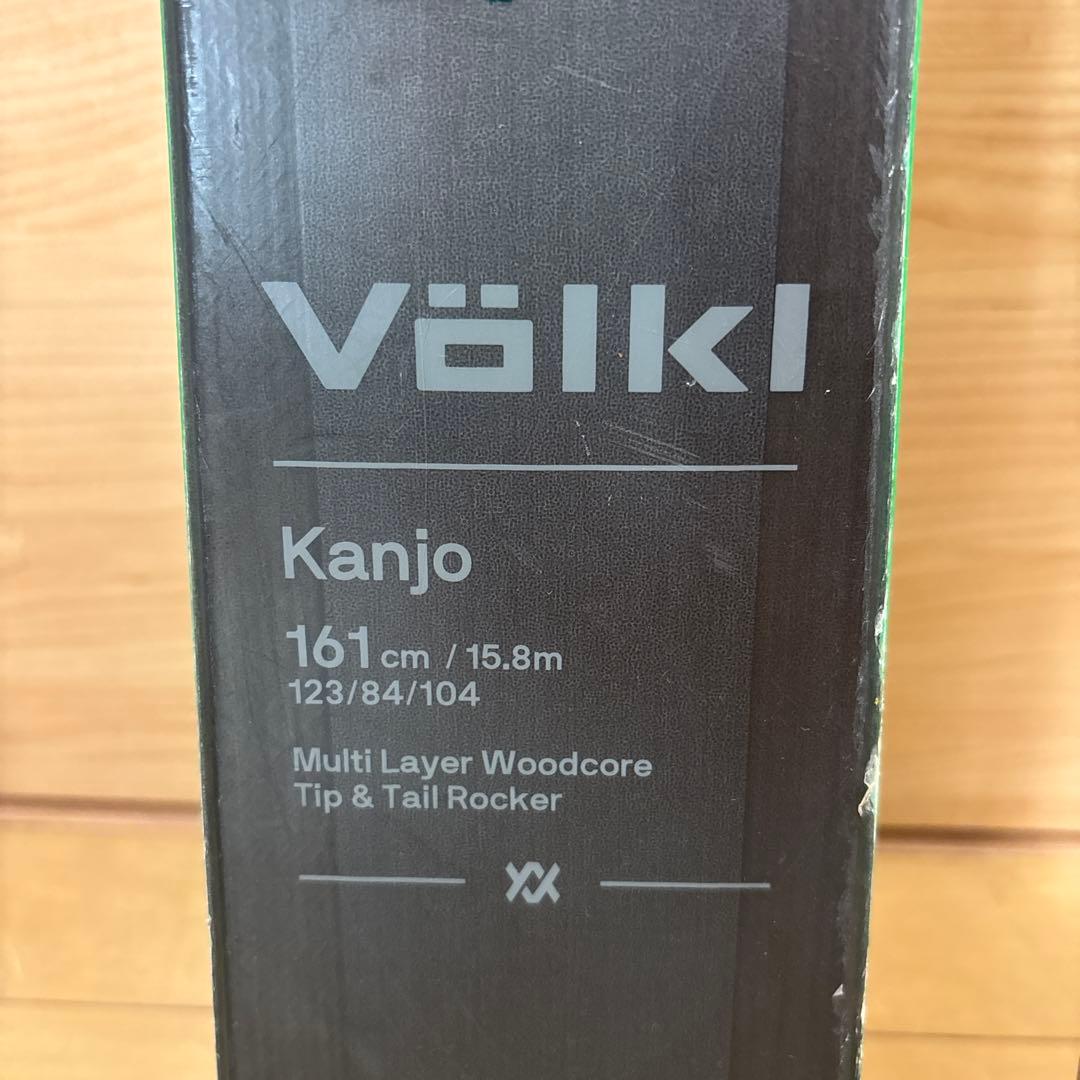 Völkl
Kanjo
161 cm / 15.8m
123/84/104
Multi Layer Woodcore
Tip & Tail Rocker